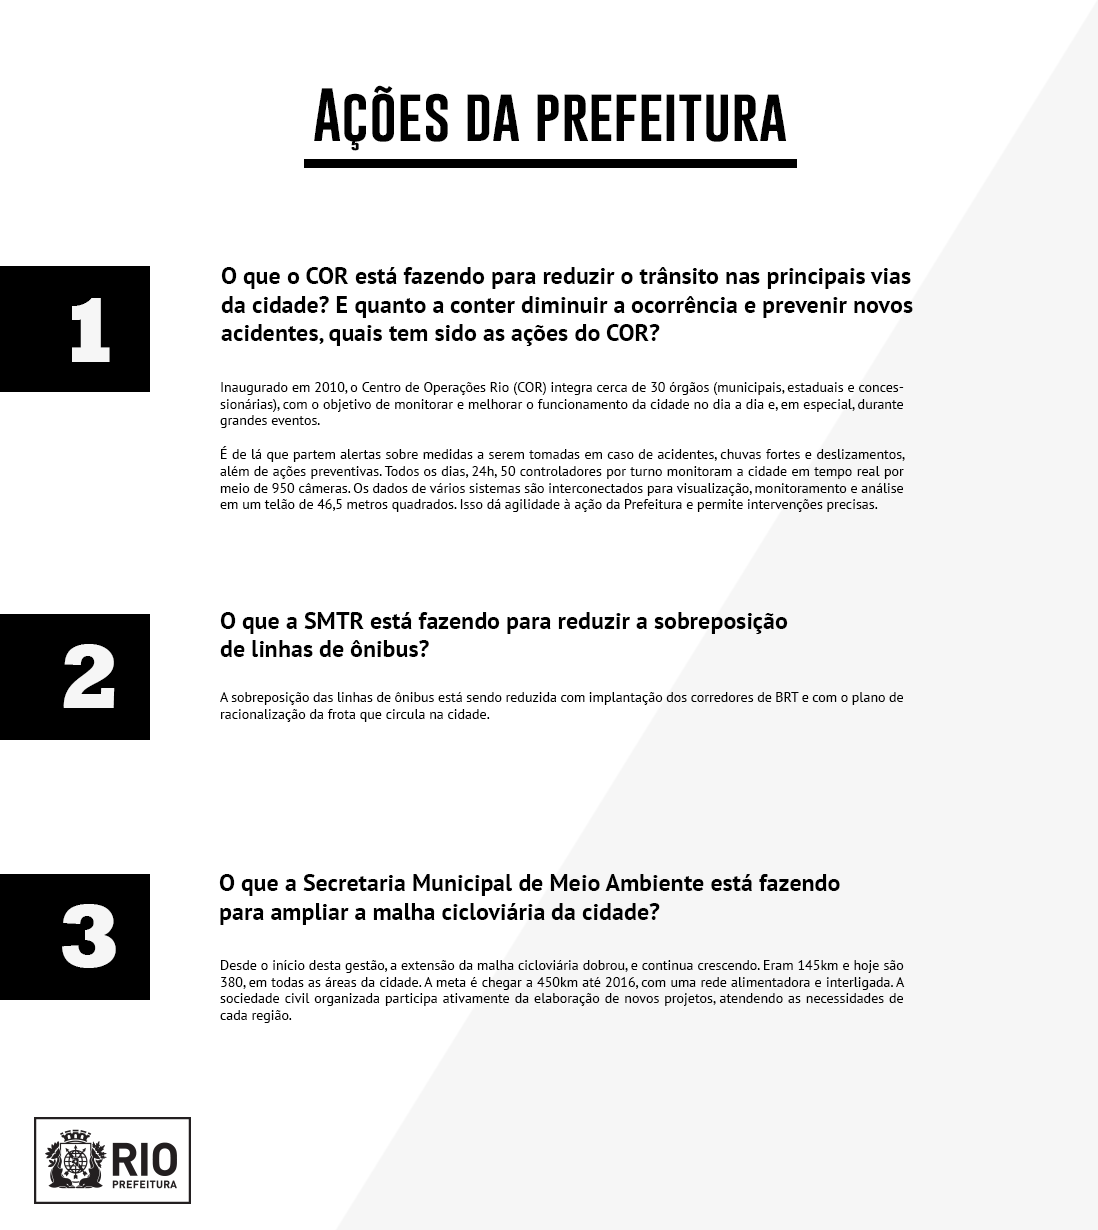 AÇÕES DA PREFEITURA
1
O que o COR está fazendo para reduzir o trânsito nas principais vias
da cidade? E quanto a conter diminuir a ocorrência e prevenir novos
acidentes, quais tem sido as ações do COR?
Inaugurado em 2010, o Centro de Operações Rio (COR) integra cerca de 30 órgãos (municipais, estaduais e conces-
sionárias), com o objetivo de monitorar e melhorar o funcionamento da cidade no dia a dia e, em especial, durante
grandes eventos.
É de lá que partem alertas sobre medidas a serem tomadas em caso de acidentes, chuvas fortes e deslizamentos,
além de ações preventivas. Todos os dias, 24h, 50 controladores por turno monitoram a cidade em tempo real por
meio de 950 câmeras. Os dados de vários sistemas são interconectados para visualização, monitoramento e análise
em um telão de 46,5 metros quadrados. Isso dá agilidade à ação da Prefeitura e permite intervenções precisas.
2
O que a SMTR está fazendo para reduzir a sobreposição
de linhas de ônibus?
A sobreposição das linhas de ônibus está sendo reduzida com implantação dos corredores de BRT e com o plano de
racionalização da frota que circula na cidade.
3
O que a Secretaria Municipal de Meio Ambiente está fazendo
para ampliar a malha cicloviária da cidade?
Desde o início desta gestão, a extensão da malha cicloviária dobrou, e continua crescendo. Eram 145km e hoje são
380, em todas as áreas da cidade. A meta é chegar a 450km até 2016, com uma rede alimentadora e interligada. A
sociedade civil organizada participa ativamente da elaboração de novos projetos, atendendo as necessidades de
cada região.
RIO
PREFEITURA